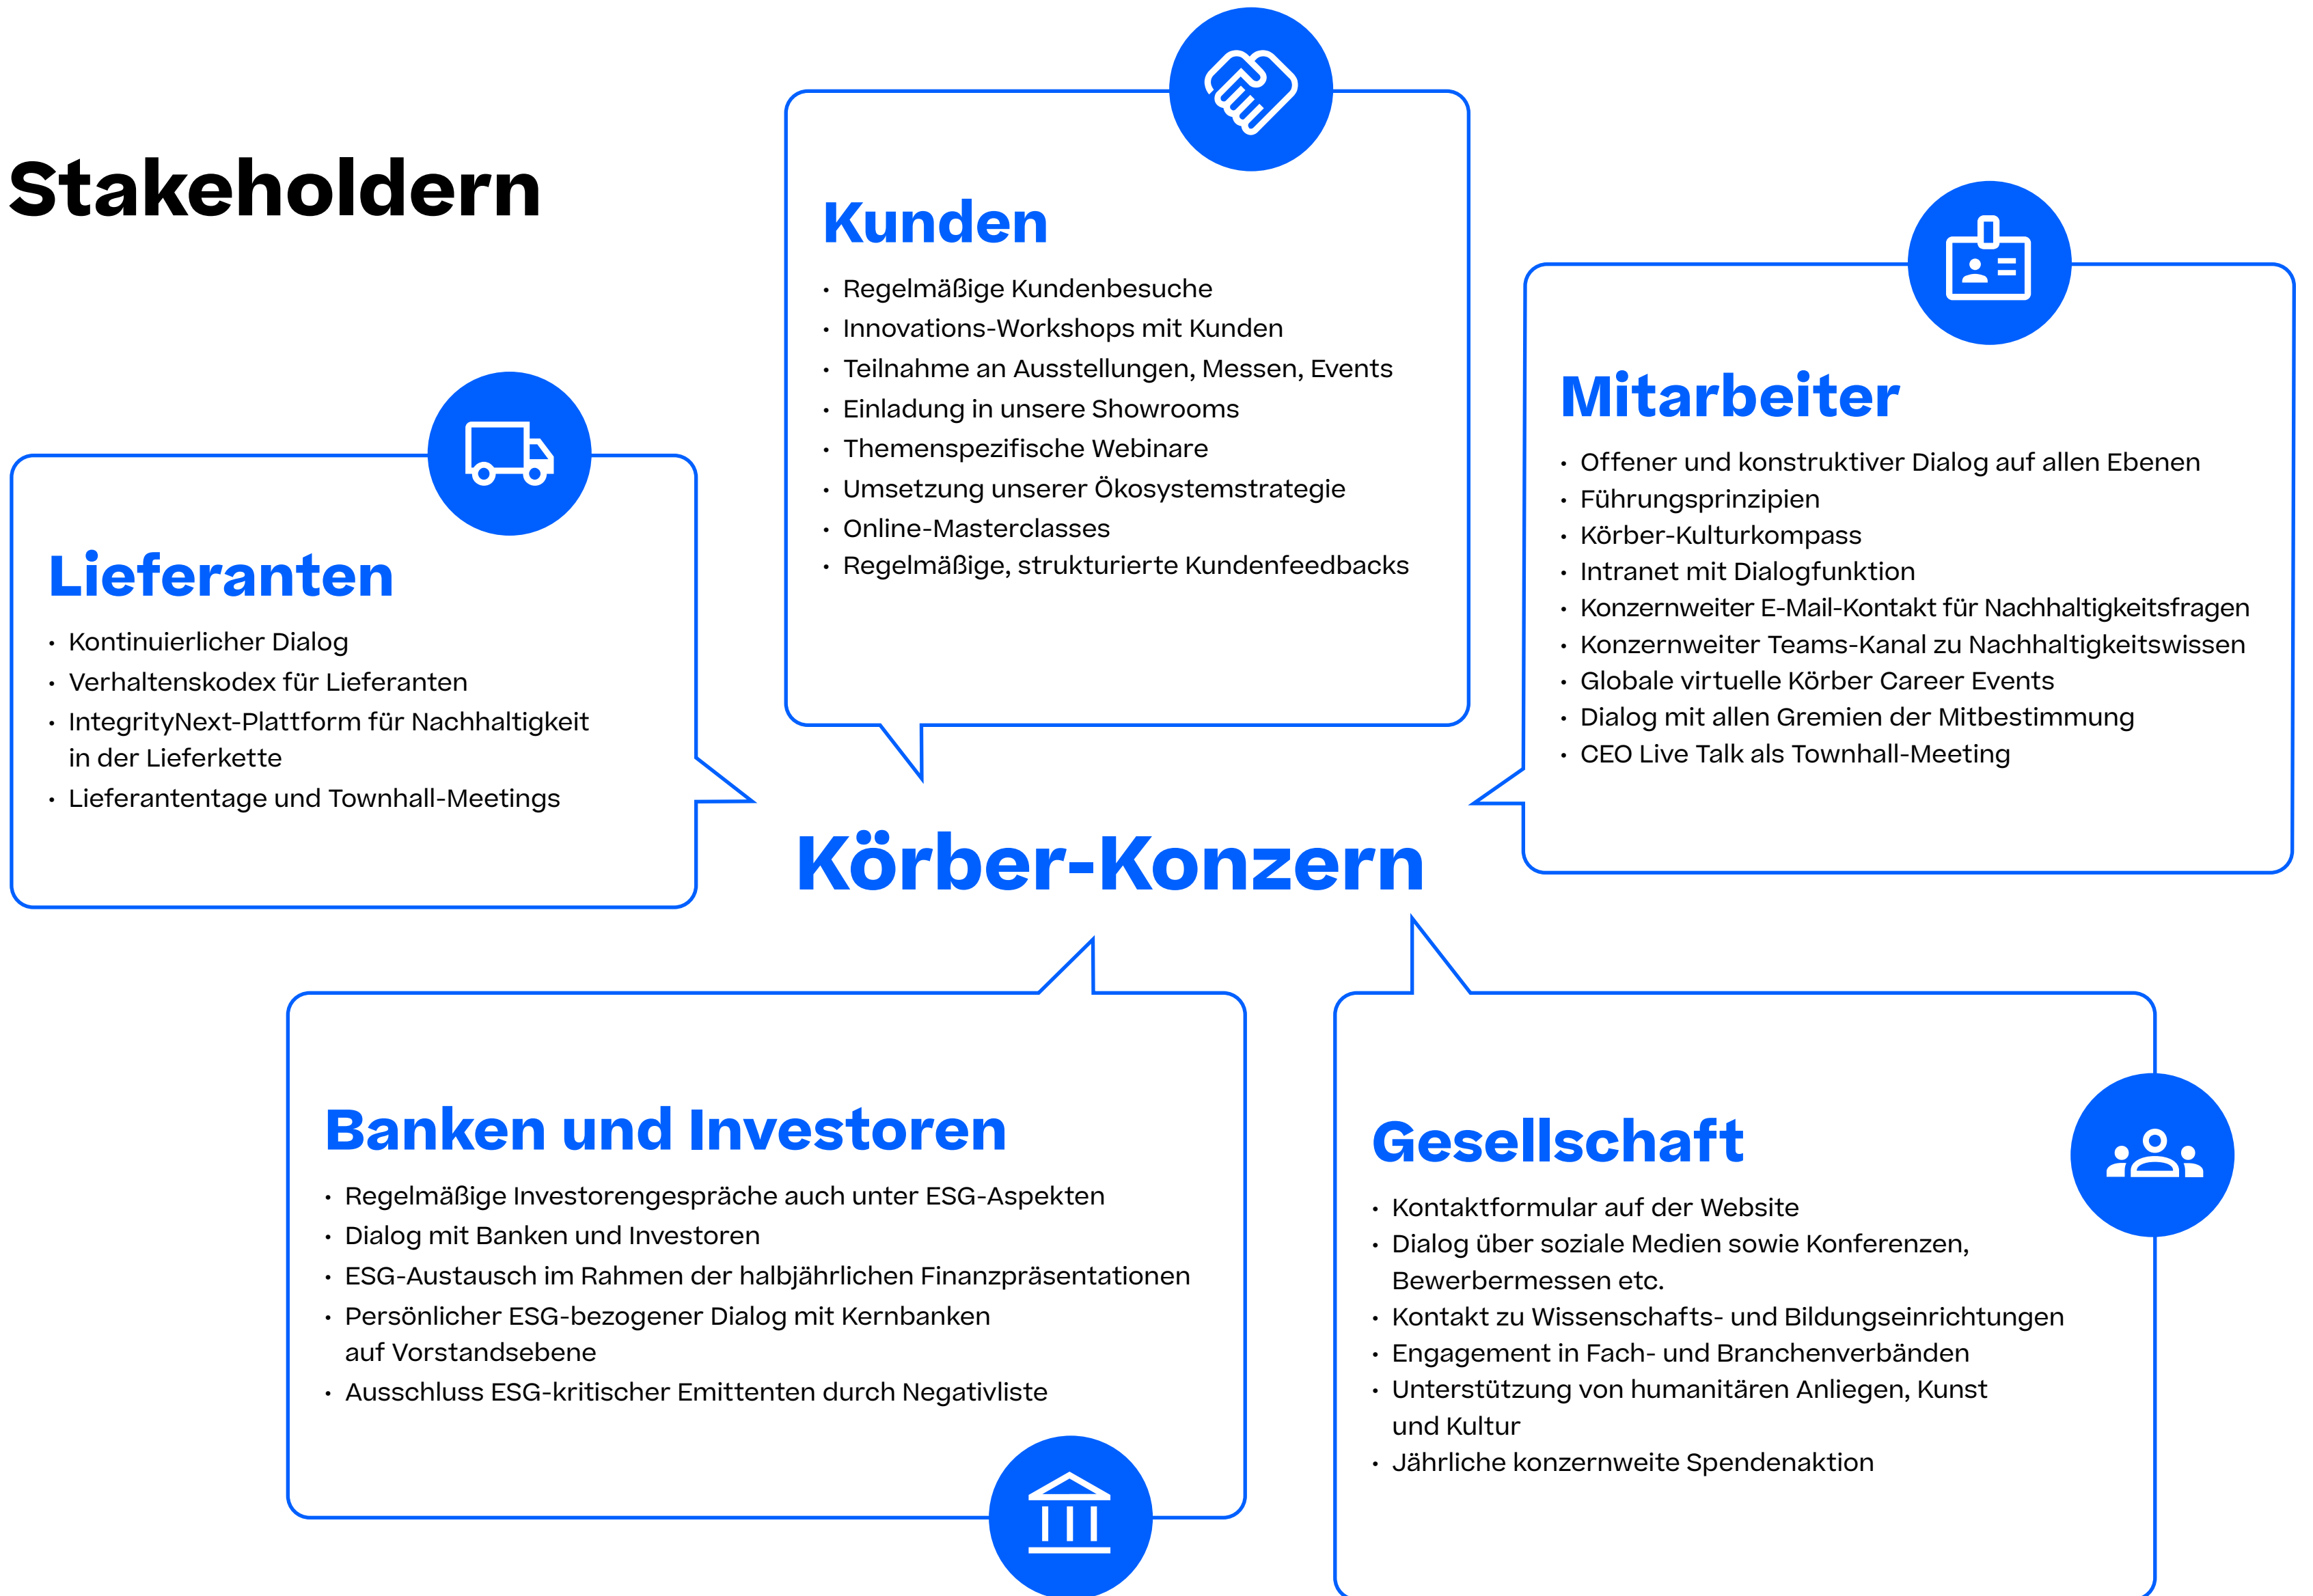 Stakeholdern
Kunden
• Regelmäßige Kundenbesuche
• Innovations-Workshops mit Kunden
• Teilnahme an Ausstellungen, Messen, Events
• Einladung in unsere Showrooms
• Themenspezifische Webinare
• Umsetzung unserer Ökosystemstrategie
• Online-Masterclasses
• Regelmäßige, strukturierte Kundenfeedbacks
Mitarbeiter
• Offener und konstruktiver Dialog auf allen Ebenen
• Führungsprinzipien
• Körber-Kulturkompass
• Intranet mit Dialogfunktion
• Konzernweiter E-Mail-Kontakt für Nachhaltigkeitsfragen
• Konzernweiter Teams-Kanal zu Nachhaltigkeitswissen
• Globale virtuelle Körber Career Events
• Dialog mit allen Gremien der Mitbestimmung
• CEO Live Talk als Townhall-Meeting
Lieferanten
• Kontinuierlicher Dialog
• Verhaltenskodex für Lieferanten
• IntegrityNext-Plattform für Nachhaltigkeit
in der Lieferkette
• Lieferantentage und Townhall-Meetings
Körber-Konzern
Banken und Investoren
• Regelmäßige Investorengespräche auch unter ESG-Aspekten
• Dialog mit Banken und Investoren
• ESG-Austausch im Rahmen der halbjährlichen Finanzpräsentationen
• Persönlicher ESG-bezogener Dialog mit Kernbanken
auf Vorstandsebene
• Ausschluss ESG-kritischer Emittenten durch Negativliste
Gesellschaft
• Kontaktformular auf der Website
• Dialog über soziale Medien sowie Konferenzen,
Bewerbermessen etc.
• Kontakt zu Wissenschafts- und Bildungseinrichtungen
• Engagement in Fach- und Branchenverbänden
• Unterstützung von humanitären Anliegen, Kunst
und Kultur
• Jährliche konzernweite Spendenaktion